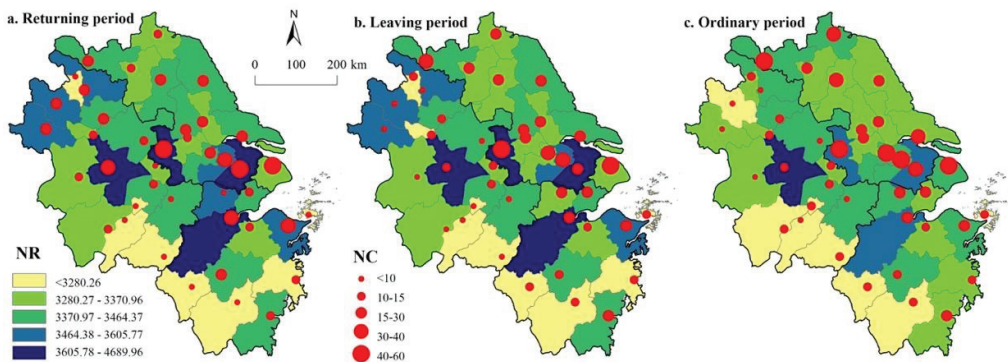 a. Returning period
b. Leaving period
c. Ordinary period
N
0 100 200 km
NR
<3280.26
3280.27 - 3370.96
3370.97 - 3464.37
3464.38 - 3605.77
3605.78 - 4689.96
NC
<10
10-15
15-30
30-40
40-60